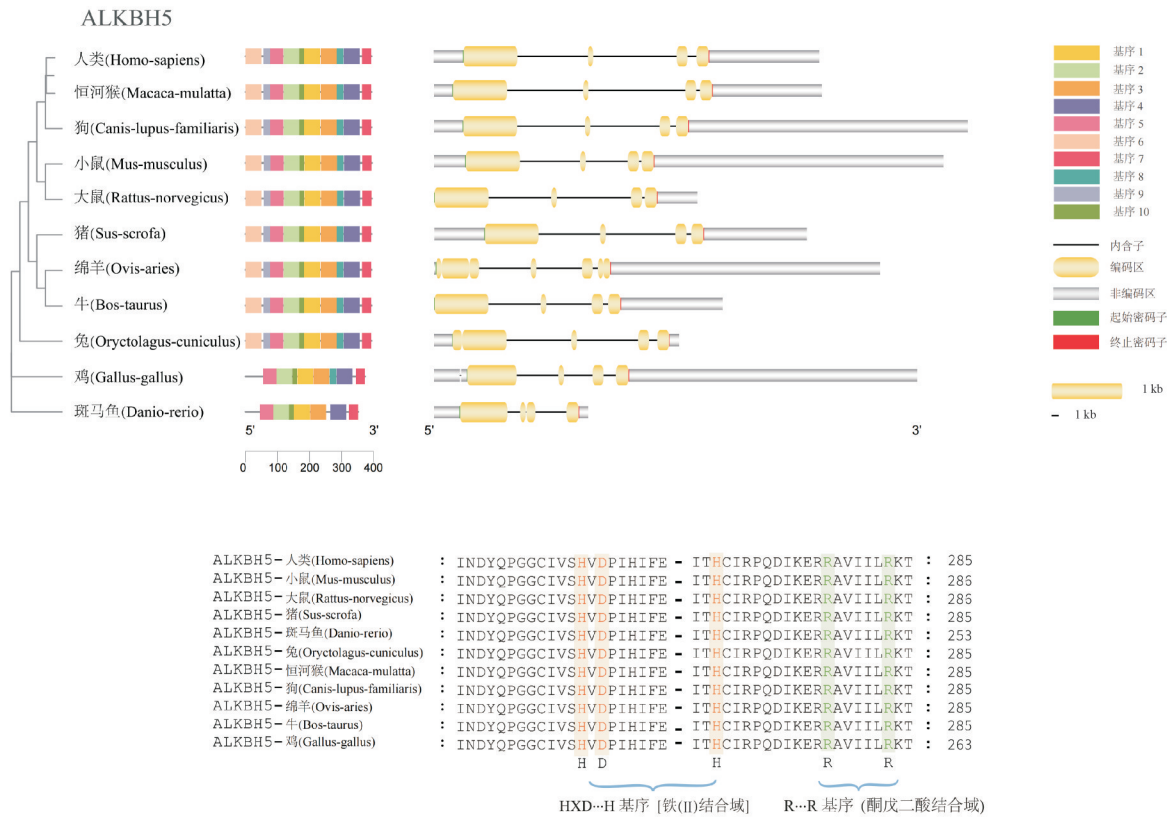 ALKBH5
人类(Homo-sapiens)
恒河猴(Macaca-mulatta)
狗(Canis-lupus-familiaris)
小鼠(Mus-musculus)
大鼠(Rattus-norvegicus)
猪(Sus-scrofa)
绵羊(Ovis-aries)
牛(Bos-taurus)
兔(Oryctolagus-cuniculus)
鸡(Gallus-gallus)
斑马鱼(Danio-rerio)
5' 3'
0 100 200 300 400
5' 3'
基序 1
基序 2
基序 3
基序 4
基序 5
基序 6
基序 7
基序 8
基序 9
基序 10
内含子
编码区
非编码区
起始密码子
终止密码子
1 kb
1 kb
ALKBH5-人类(Homo-sapiens) : INDYQPGGCIVSHVDPIHIFE - ITHCIRPQDIKERRAVIILRKT : 285
ALKBH5-小鼠(Mus-musculus) : INDYQPGGCIVSHVDPIHIFE - ITHCIRPQDIKERRAVIILRKT : 286
ALKBH5-大鼠(Rattus-norvegicus) : INDYQPGGCIVSHVDPIHIFE - ITHCIRPQDIKERRAVIILRKT : 286
ALKBH5-猪(Sus-scrofa) : INDYQPGGCIVSHVDPIHIFE - ITHCIRPQDIKERRAVIILRKT : 285
ALKBH5-斑马鱼(Danio-rerio) : INDYQPGGCIVSHVDPIHIFE - ITHCIRPQDIKERRAVIILRKT : 253
ALKBH5-兔(Oryctolagus-cuniculus) : INDYQPGGCIVSHVDPIHIFE - ITHCIRPQDIKERRAVIILRKT : 285
ALKBH5-恒河猴(Macaca-mulatta) : INDYQPGGCIVSHVDPIHIFE - ITHCIRPQDIKERRAVIILRKT : 285
ALKBH5-狗(Canis-lupus-familiaris) : INDYQPGGCIVSHVDPIHIFE - ITHCIRPQDIKERRAVIILRKT : 285
ALKBH5-绵羊(Ovis-aries) : INDYQPGGCIVSHVDPIHIFE - ITHCIRPQDIKERRAVIILRKT : 285
ALKBH5-牛(Bos-taurus) : INDYQPGGCIVSHVDPIHIFE - ITHCIRPQDIKERRAVIILRKT : 285
ALKBH5-鸡(Gallus-gallus) : INDYQPGGCIVSHVDPIHIFE - ITHCIRPQDIKERRAVIILRKT : 263
H D H R R
HXD···H 基序 [铁(II)结合域] R···R 基序 (酮戊二酸结合域)